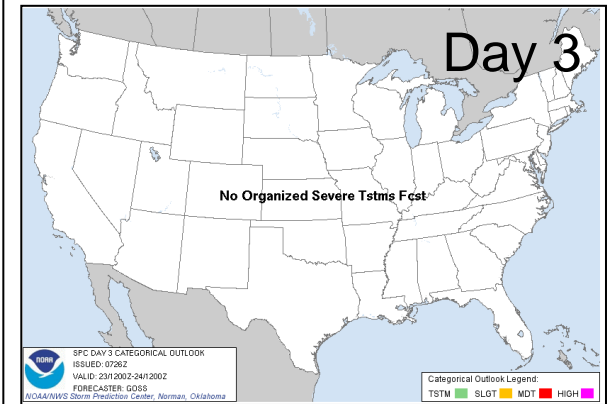 Day 3
No Organized Severe Tstms Fcst
NOAA
SPC DAY 3 CATEGORICAL OUTLOOK
ISSUED: 0726Z
VALID: 23/1200Z-24/1200Z
FORECASTER: GOSS
NOAA/NWS Storm Prediction Center, Norman, Oklahoma
Categorical Outlook Legend:
TSTM SLGT MDT HIGH